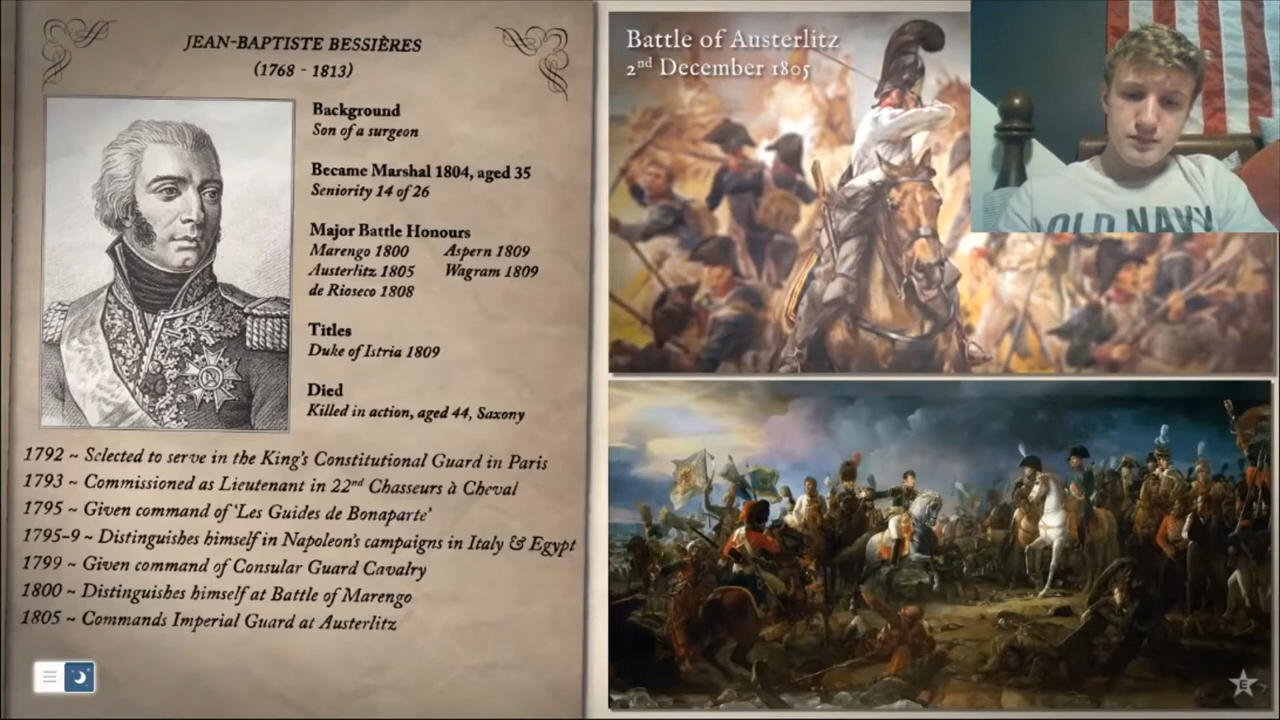 JEAN-BAPTISTE BESSIÈRES
(1768 - 1813)
Background
Son of a surgeon
Became Marshal 1804, aged 35
Seniority 14 of 26
Major Battle Honours
Marengo 1800 Aspern 1809
Austerlitz 1805 Wagram 1809
de Rioseco 1808
Titles
Duke of Istria 1809
Died
Killed in action, aged 44, Saxony
1792 ~ Selected to serve in the King's Constitutional Guard in Paris
1793 ~ Commissioned as Lieutenant in 22nd Chasseurs à Cheval
1795 ~ Given command of 'Les Guides de Bonaparte'
1795-9 ~ Distinguishes himself in Napoleon's campaigns in Italy & Egypt
1799 ~ Given command of Consular Guard Cavalry
1800 ~ Distinguishes himself at Battle of Marengo
1805 ~ Commands Imperial Guard at Austerlitz
Battle of Austerlitz
2nd December 1805
OLD NAVY
E